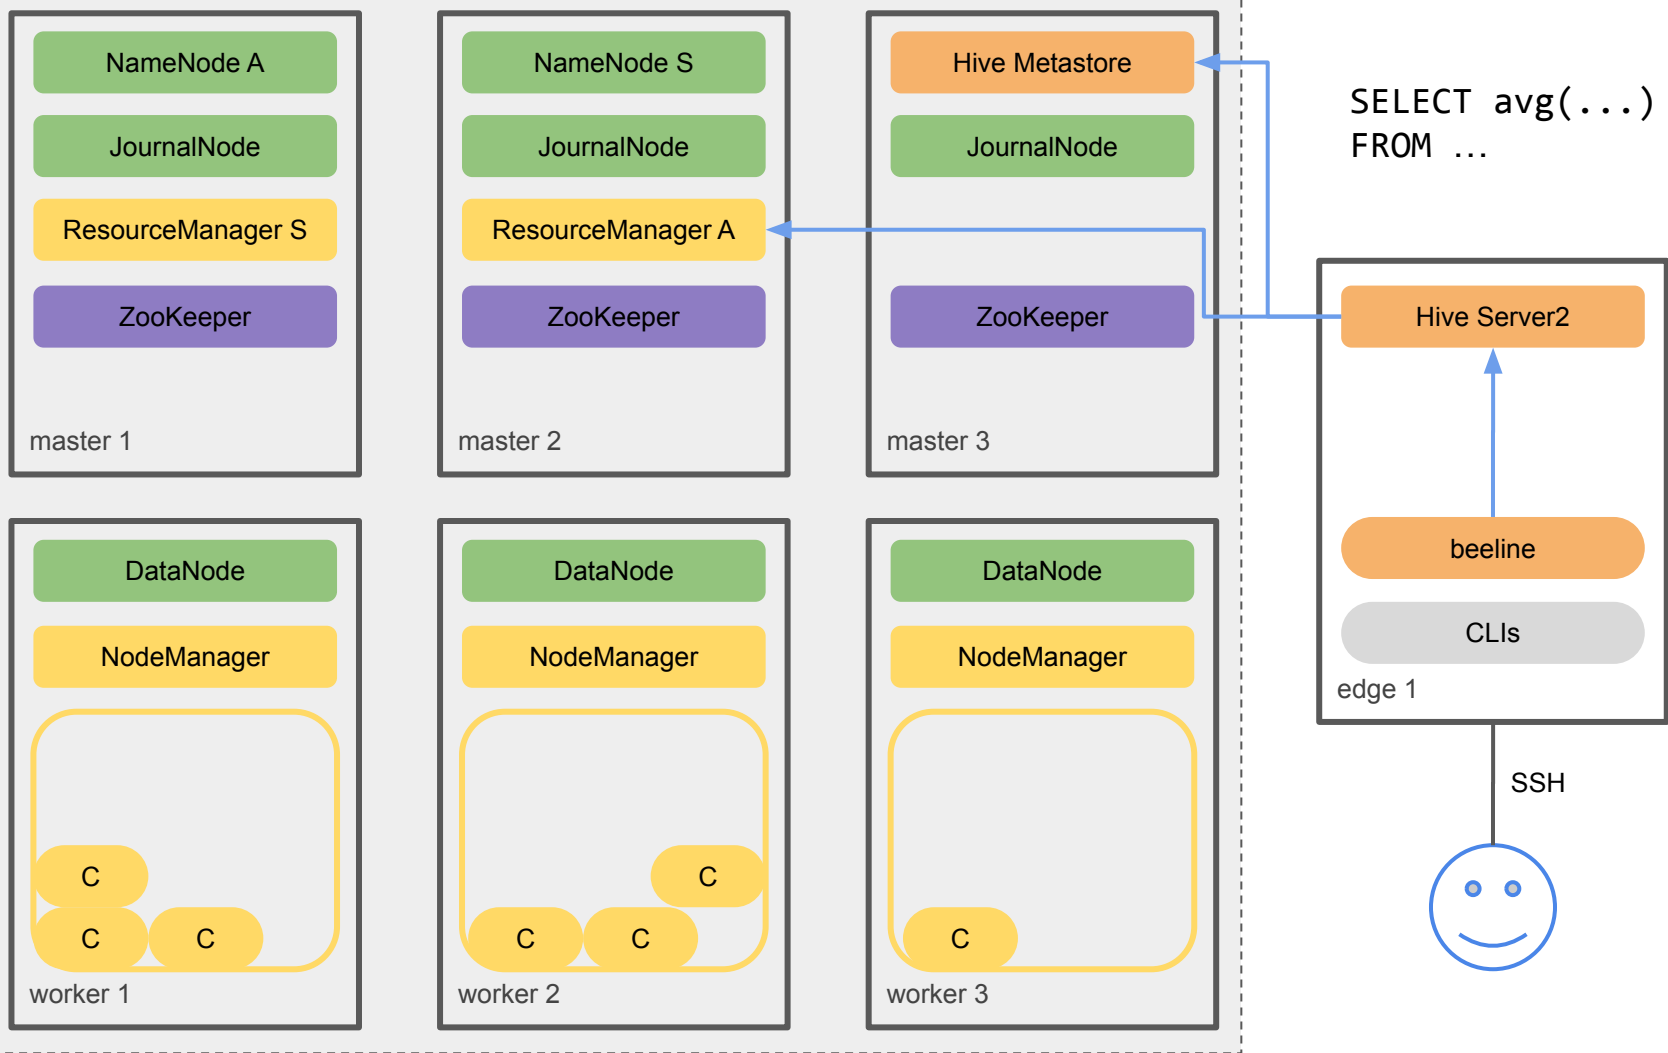 NameNode A
JournalNode
ResourceManager S
ZooKeeper
master 1
NameNode S
JournalNode
ResourceManager A
ZooKeeper
master 2
Hive Metastore
JournalNode
ZooKeeper
master 3
SELECT avg(...)
FROM …
Hive Server2
beeline
CLIs
edge 1
SSH
DataNode
NodeManager
C
C
C
worker 1
DataNode
NodeManager
C
C
C
worker 2
DataNode
NodeManager
C
worker 3